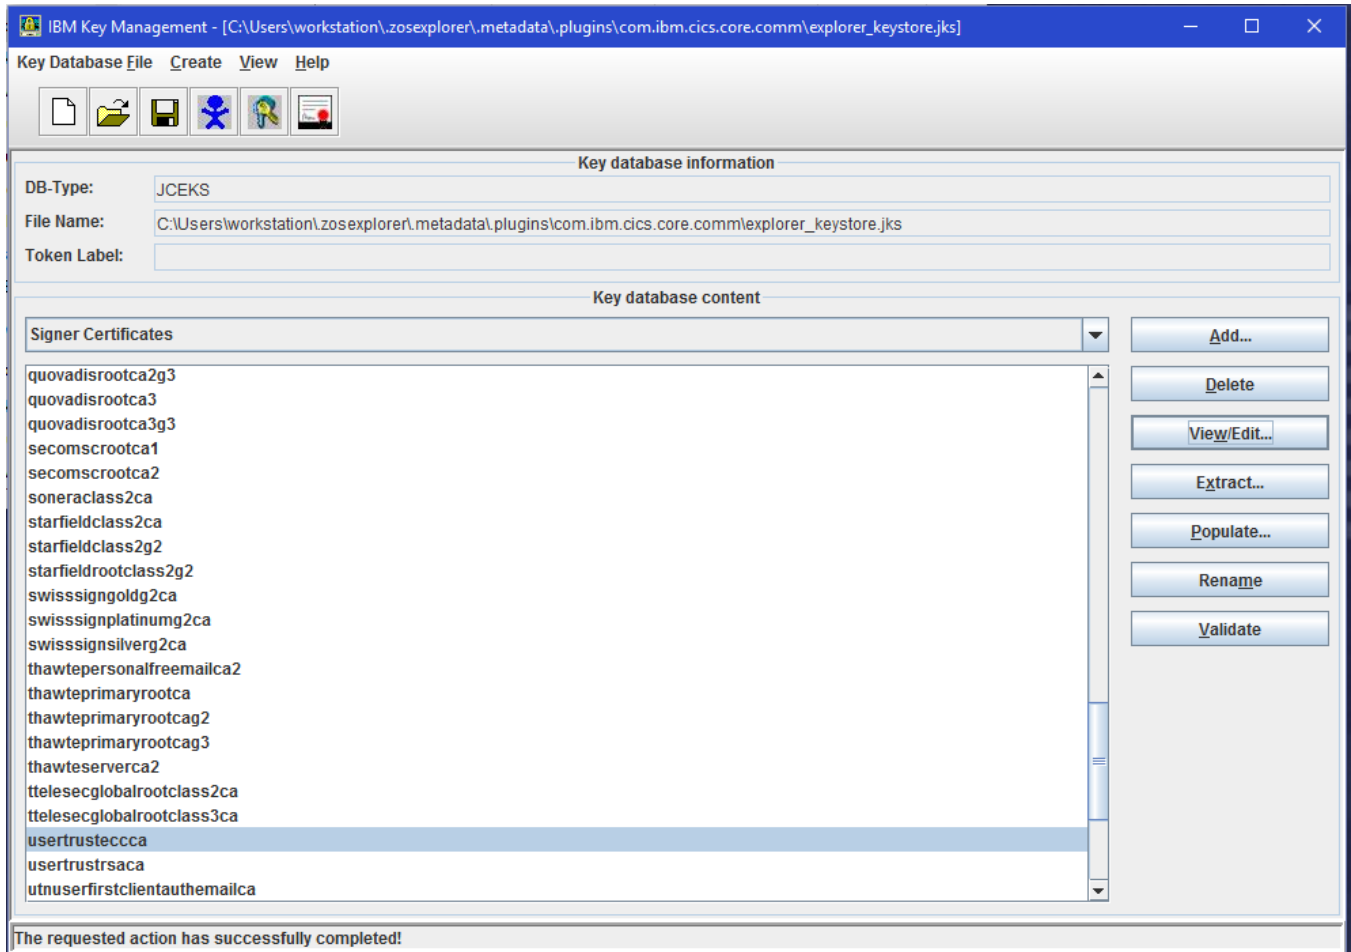 IBM Key Management - [C:\Users\workstation\.zosexplorer\.metadata\.plugins\com.ibm.cics.core.comm\explorer_keystore.jks]
Key Database File Create View Help
Key database information
DB-Type: JCEKS
File Name: C:\Users\workstation\.zosexplorer\.metadata\.plugins\com.ibm.cics.core.comm\explorer_keystore.jks
Token Label:
Key database content
Signer Certificates
Add...
quovadisrootca2g3
Delete
quovadisrootca3
quovadisrootca3g3
View/Edit...
secomscrootca1
secomscrootca2
Extract...
soneraclass2ca
starfieldclass2ca
Populate...
starfieldclass2g2
starfieldrootclass2g2
Rename
swisssigngoldg2ca
swisssignplatinumg2ca
Validate
swisssignsilverg2ca
thawtepersonalfreemailca2
thawteprimaryrootca
thawteprimaryrootcag2
thawteprimaryrootcag3
thawteserverca2
ttelesecglobalrootclass2ca
ttelesecglobalrootclass3ca
usertrusteccca
usertrustrsaca
utnuserfirstclientauthemailca
The requested action has successfully completed!